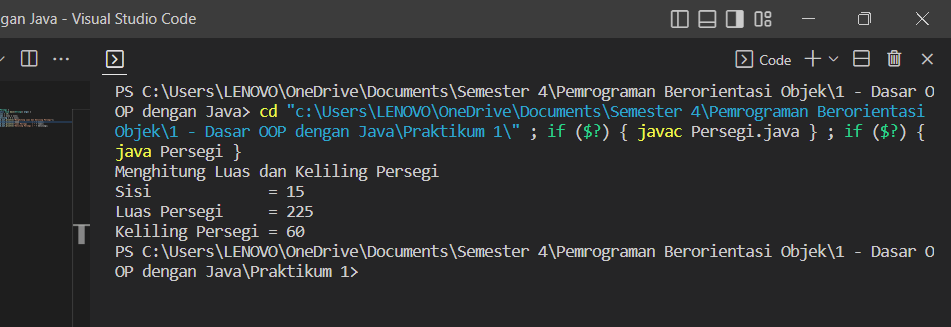 ngan Java - Visual Studio Code
Code
PS C:\Users\LENOVO\OneDrive\Documents\Semester 4\Pemrograman Berorientasi Objek\1 - Dasar O
OP dengan Java> cd "c:\Users\LENOVO\OneDrive\Documents\Semester 4\Pemrograman Berorientasi
Objek\1 - Dasar OOP dengan Java\Praktikum 1\" ; if ($?) { javac Persegi.java } ; if ($?) {
java Persegi }
Menghitung Luas dan Keliling Persegi
Sisi = 15
Luas Persegi = 225
Keliling Persegi = 60
PS C:\Users\LENOVO\OneDrive\Documents\Semester 4\Pemrograman Berorientasi Objek\1 - Dasar O
OP dengan Java\Praktikum 1>